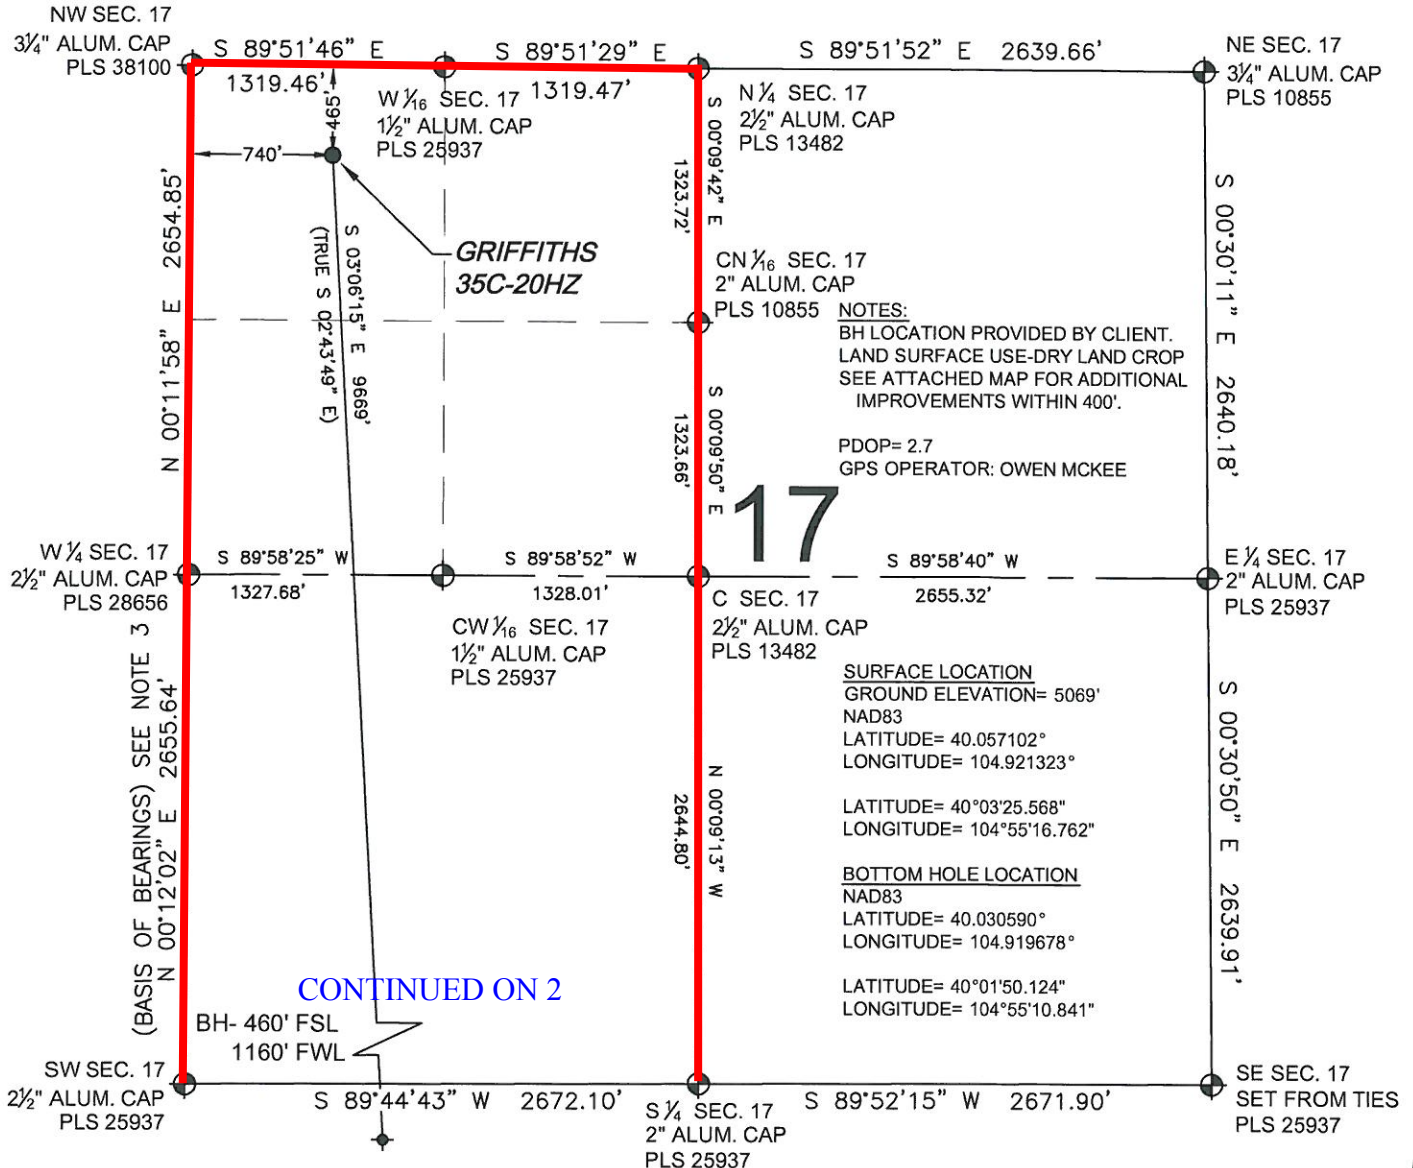 NW SEC. 17
3¼" ALUM. CAP
PLS 38100
S 89°51'46" E
1319.46'
S 89°51'29" E
1319.47'
S 89°51'52" E 2639.66'
NE SEC. 17
3¼" ALUM. CAP
PLS 10855
W 1/16 SEC. 17
1½" ALUM. CAP
PLS 25937
N ¼ SEC. 17
2½" ALUM. CAP
PLS 13482
465'
740'
GRIFFITHS
35C-20HZ
S 03°06'15" E 9669'
(TRUE S 02°43'49" E)
N 00°11'58" E 2654.85'
S 00°09'42" E
1323.72'
CN 1/16 SEC. 17
2" ALUM. CAP
PLS 10855
S 00°30'11" E 2640.18'
NOTES:
BH LOCATION PROVIDED BY CLIENT.
LAND SURFACE USE-DRY LAND CROP
SEE ATTACHED MAP FOR ADDITIONAL
IMPROVEMENTS WITHIN 400'.
PDOP= 2.7
GPS OPERATOR: OWEN MCKEE
S 00°09'50" E
1323.66'
17
W ¼ SEC. 17
2½" ALUM. CAP
PLS 28656
S 89°58'25" W
1327.68'
S 89°58'52" W
1328.01'
S 89°58'40" W
2655.32'
E ¼ SEC. 17
2" ALUM. CAP
PLS 25937
CW 1/16 SEC. 17
1½" ALUM. CAP
PLS 25937
C SEC. 17
2½" ALUM. CAP
PLS 13482
SURFACE LOCATION
GROUND ELEVATION= 5069'
NAD83
LATITUDE= 40.057102°
LONGITUDE= 104.921323°
LATITUDE= 40°03'25.568"
LONGITUDE= 104°55'16.762"
BOTTOM HOLE LOCATION
NAD83
LATITUDE= 40.030590°
LONGITUDE= 104.919678°
LATITUDE= 40°01'50.124"
LONGITUDE= 104°55'10.841"
(BASIS OF BEARINGS) SEE NOTE 3
N 00°12'02" E 2655.64'
N 00°09'13" W
2644.80'
S 00°30'50" E 2639.91'
CONTINUED ON 2
BH- 460' FSL
1160' FWL
SW SEC. 17
2½" ALUM. CAP
PLS 25937
S 89°44'43" W 2672.10'
S ¼ SEC. 17
2" ALUM. CAP
PLS 25937
S 89°52'15" W 2671.90'
SE SEC. 17
SET FROM TIES
PLS 25937